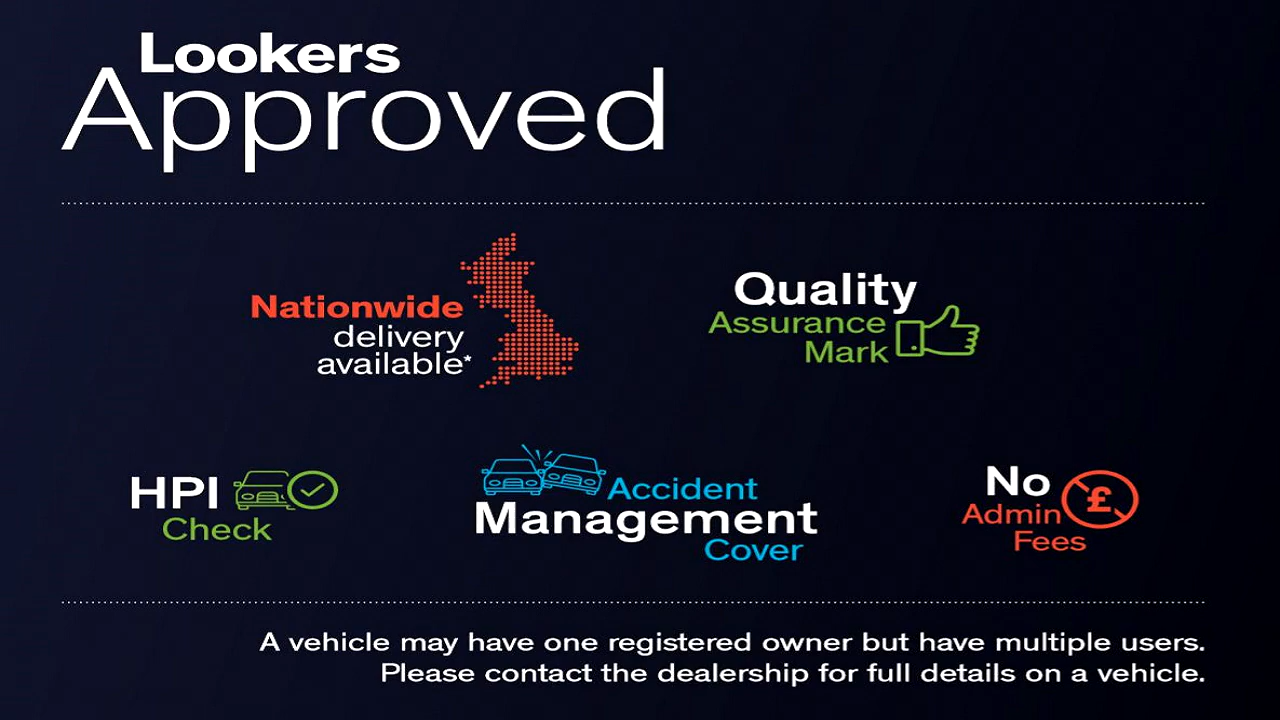 Lookers
Approved
Nationwide
delivery
available*
Quality
Assurance
Mark
HPI
Check
Accident
Management
Cover
No
Admin
£
Fees
A vehicle may have one registered owner but have multiple users.
Please contact the dealership for full details on a vehicle.